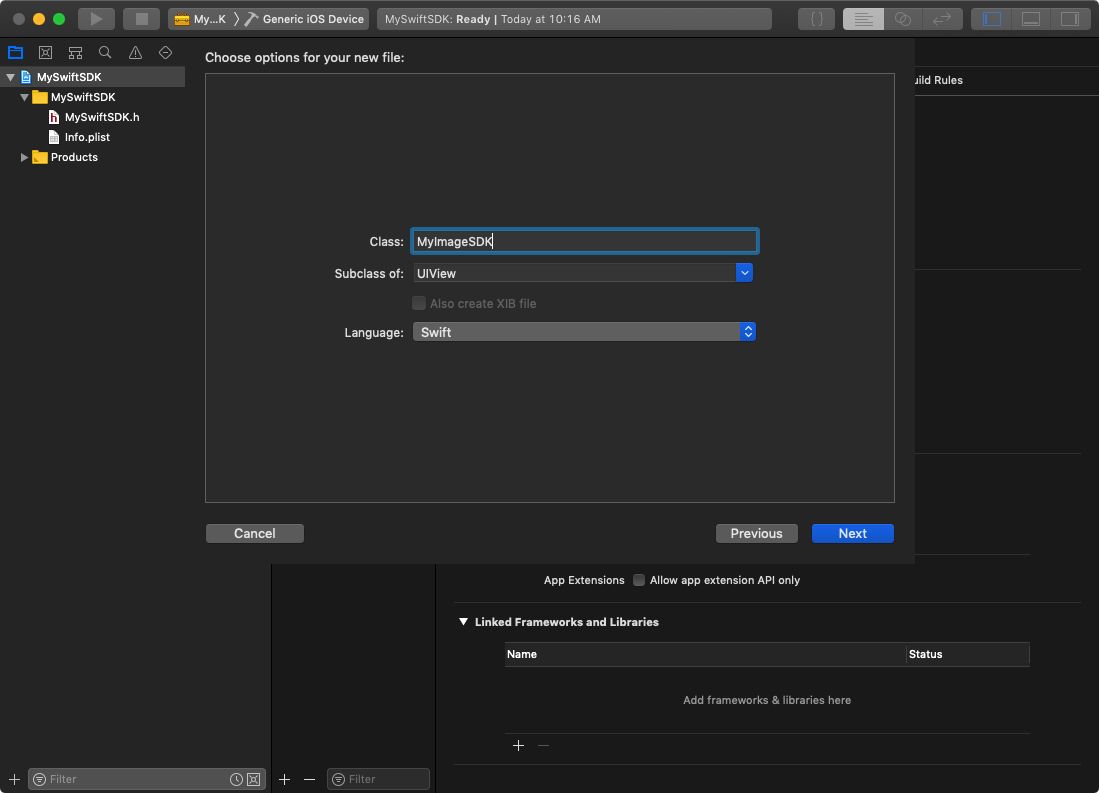 My...K
Generic iOS Device
MySwiftSDK: Ready | Today at 10:16 AM
{ }
Choose options for your new file:
MySwiftSDK
MySwiftSDK
h MySwiftSDK.h
Info.plist
Products
uild Rules
Class: MyImageSDK
Subclass of: UIView
Also create XIB file
Language: Swift
Cancel
Previous
Next
App Extensions
Allow app extension API only
Linked Frameworks and Libraries
Name
Status
Add frameworks & libraries here
Filter
Filter